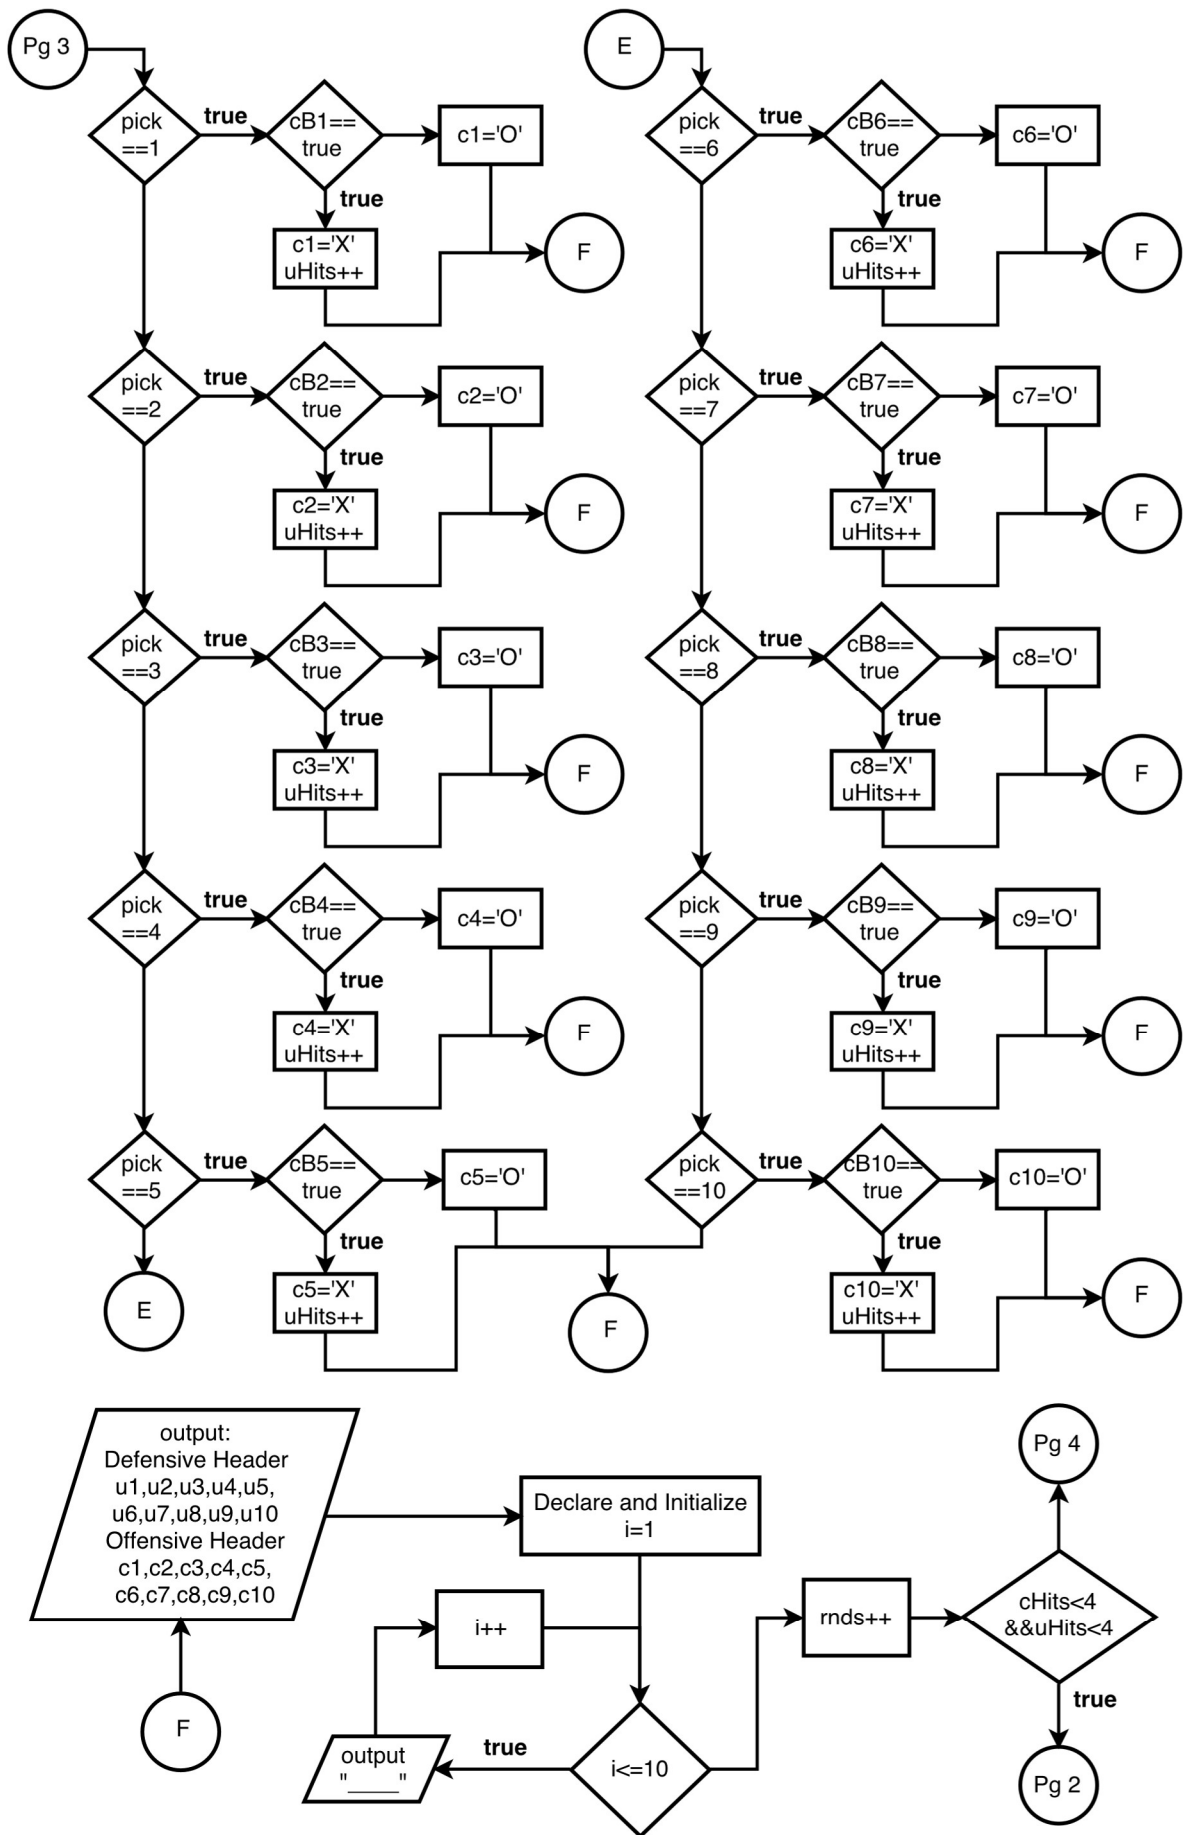 Pg 3
pick
==1
true
cB1==
true
c1='O'
true
c1='X'
uHits++
F
pick
==2
true
cB2==
true
c2='O'
true
c2='X'
uHits++
F
pick
==3
true
cB3==
true
c3='O'
true
c3='X'
uHits++
F
pick
==4
true
cB4==
true
c4='O'
true
c4='X'
uHits++
F
pick
==5
true
cB5==
true
c5='O'
true
c5='X'
uHits++
E
F
E
pick
==6
true
cB6==
true
c6='O'
true
c6='X'
uHits++
F
pick
==7
true
cB7==
true
c7='O'
true
c7='X'
uHits++
F
pick
==8
true
cB8==
true
c8='O'
true
c8='X'
uHits++
F
pick
==9
true
cB9==
true
c9='O'
true
c9='X'
uHits++
F
pick
==10
true
cB10==
true
c10='O'
true
c10='X'
uHits++
F
output:
Defensive Header
u1,u2,u3,u4,u5,
u6,u7,u8,u9,u10
Offensive Header
c1,c2,c3,c4,c5,
c6,c7,c8,c9,c10
F
Declare and Initialize
i=1
i++
output
"____"
true
i<=10
rnds++
cHits<4
&&uHits<4
Pg 4
true
Pg 2